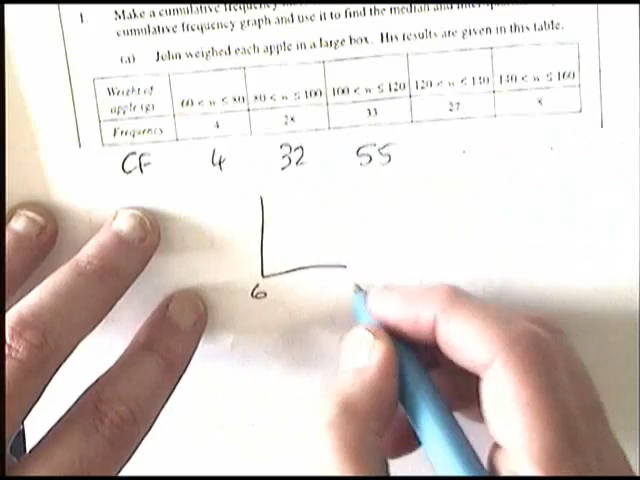 1. Make a cumulative frequency
cumulative frequency graph and use it to find the median and
(a) John weighed each apple in a large box. His results are given in this table.
Weight of apple (g) 60 < w ≤ 80 80 < w ≤ 100 100 < w ≤ 120 120 < w ≤ 140 140 < w ≤ 160
Frequency 4 28 33 27 8
CF 4 32 55
6